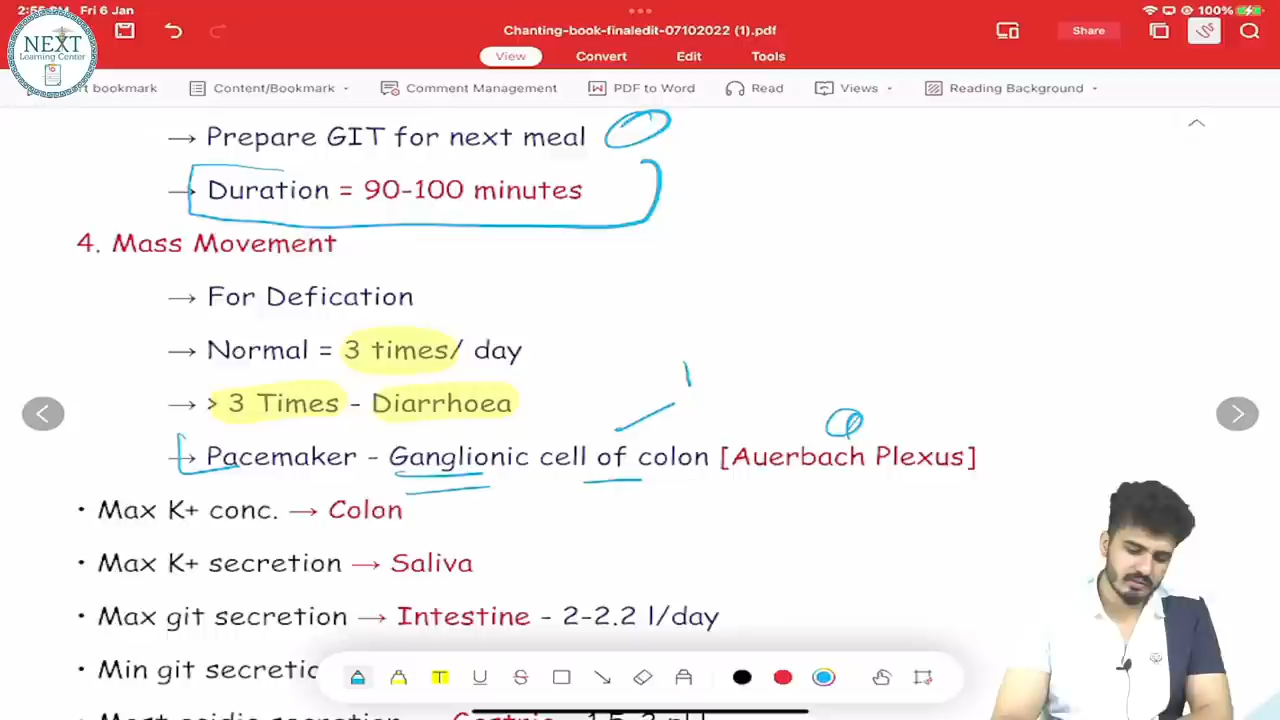 2:55 PM Fri 6 Jan
100%
Chanting-book-finaledit-07102022 (1).pdf
Share
View Convert Edit Tools
NEXT
Learning Center
bookmark Content/Bookmark Comment Management PDF to Word Read Views Reading Background
→ Prepare GIT for next meal
→ Duration = 90-100 minutes
4. Mass Movement
→ For Defication
→ Normal = 3 times/ day
→ > 3 Times - Diarrhoea
→ Pacemaker - Ganglionic cell of colon [Auerbach Plexus]
• Max K+ conc. → Colon
• Max K+ secretion → Saliva
• Max git secretion → Intestine - 2-2.2 l/day
• Min git